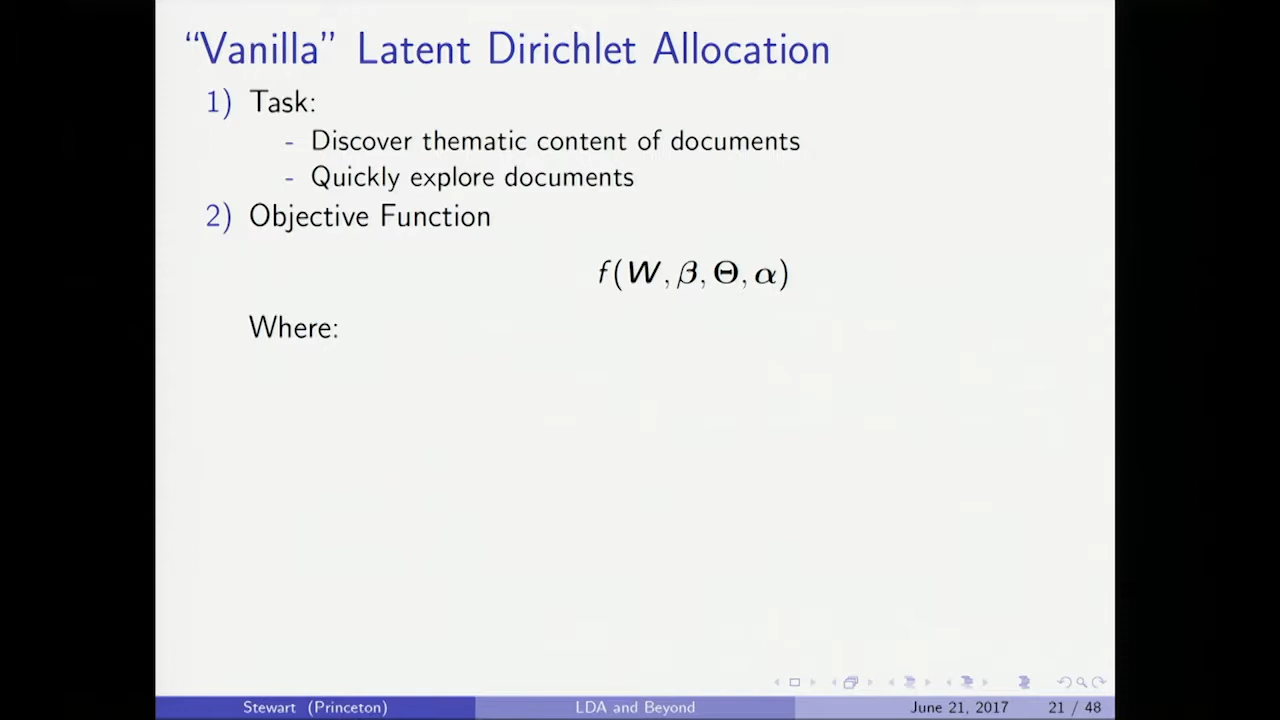 “Vanilla” Latent Dirichlet Allocation
1) Task:
- Discover thematic content of documents
- Quickly explore documents
2) Objective Function
f(W, β, Θ, α)
Where:
Stewart (Princeton) LDA and Beyond June 21, 2017 21 / 48